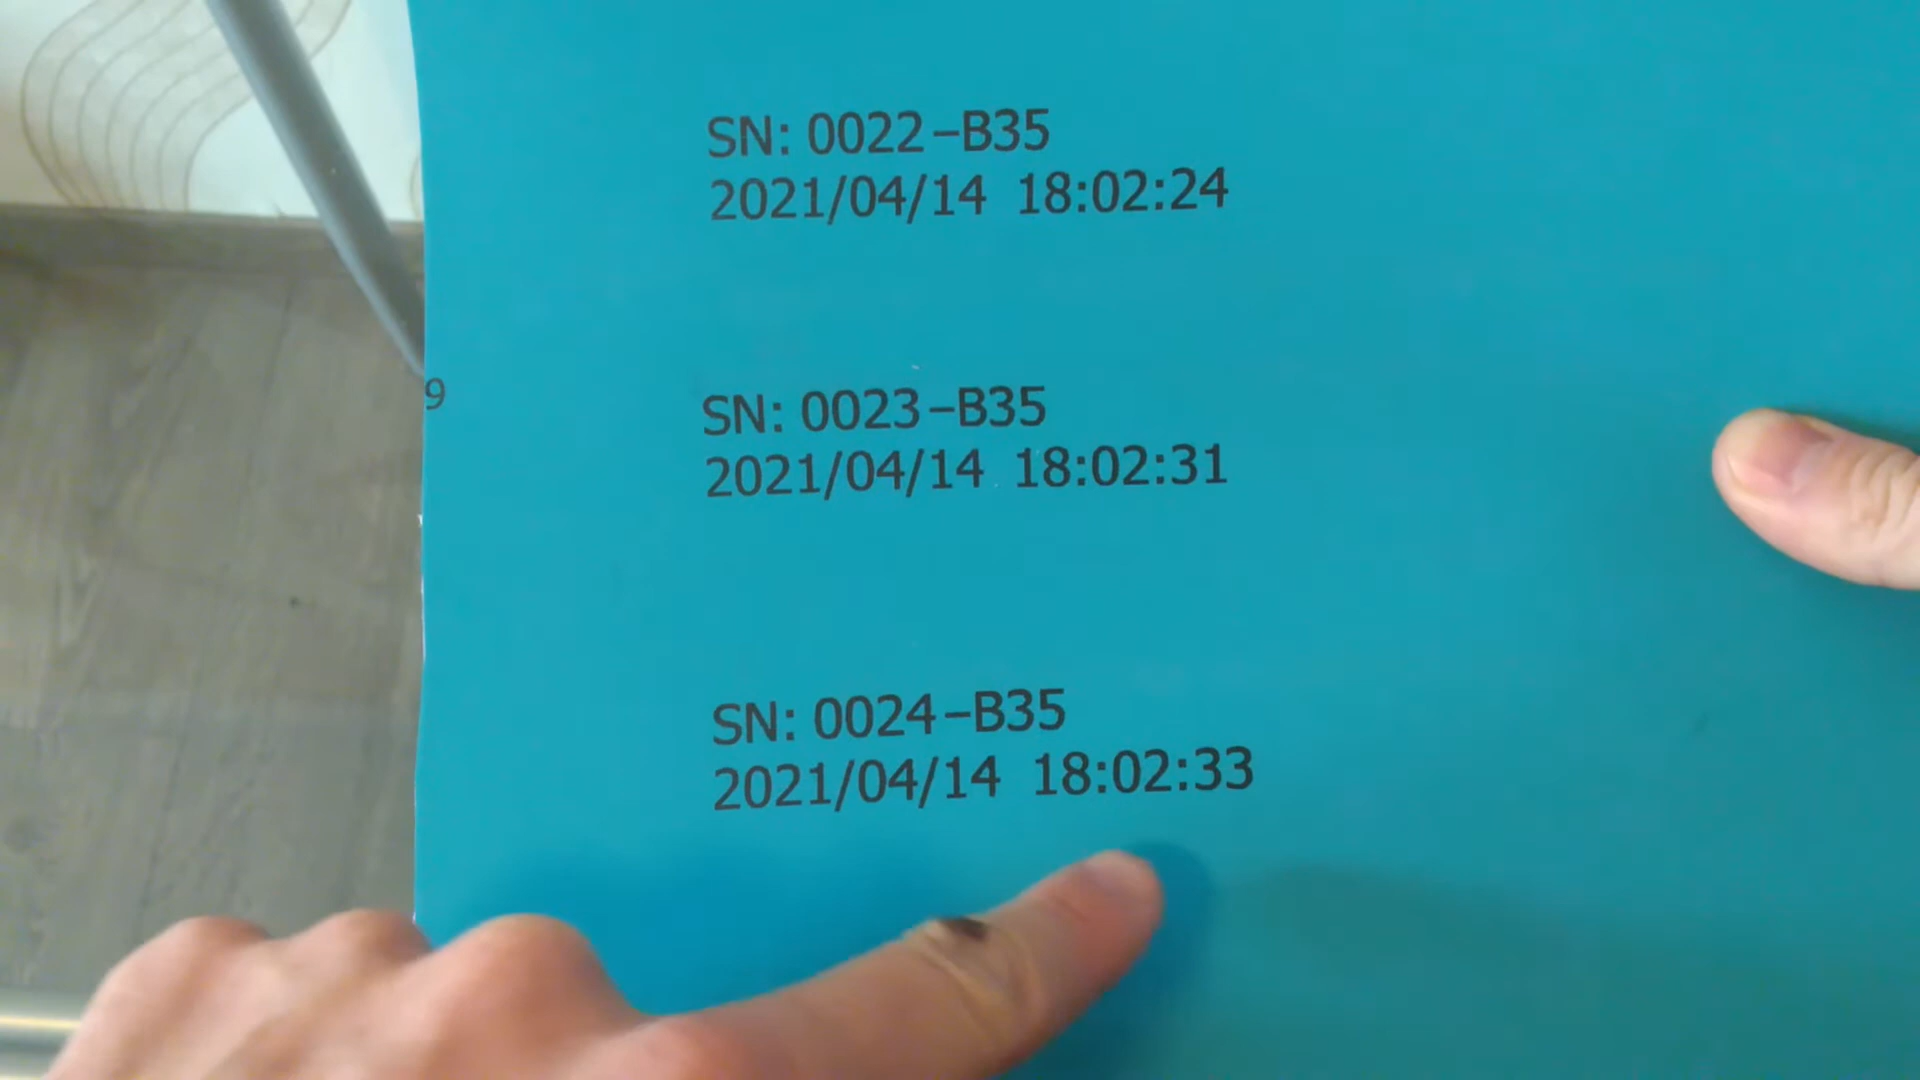 SN: 0022-B35
2021/04/14 18:02:24
9
SN: 0023-B35
2021/04/14 18:02:31
SN: 0024-B35
2021/04/14 18:02:33